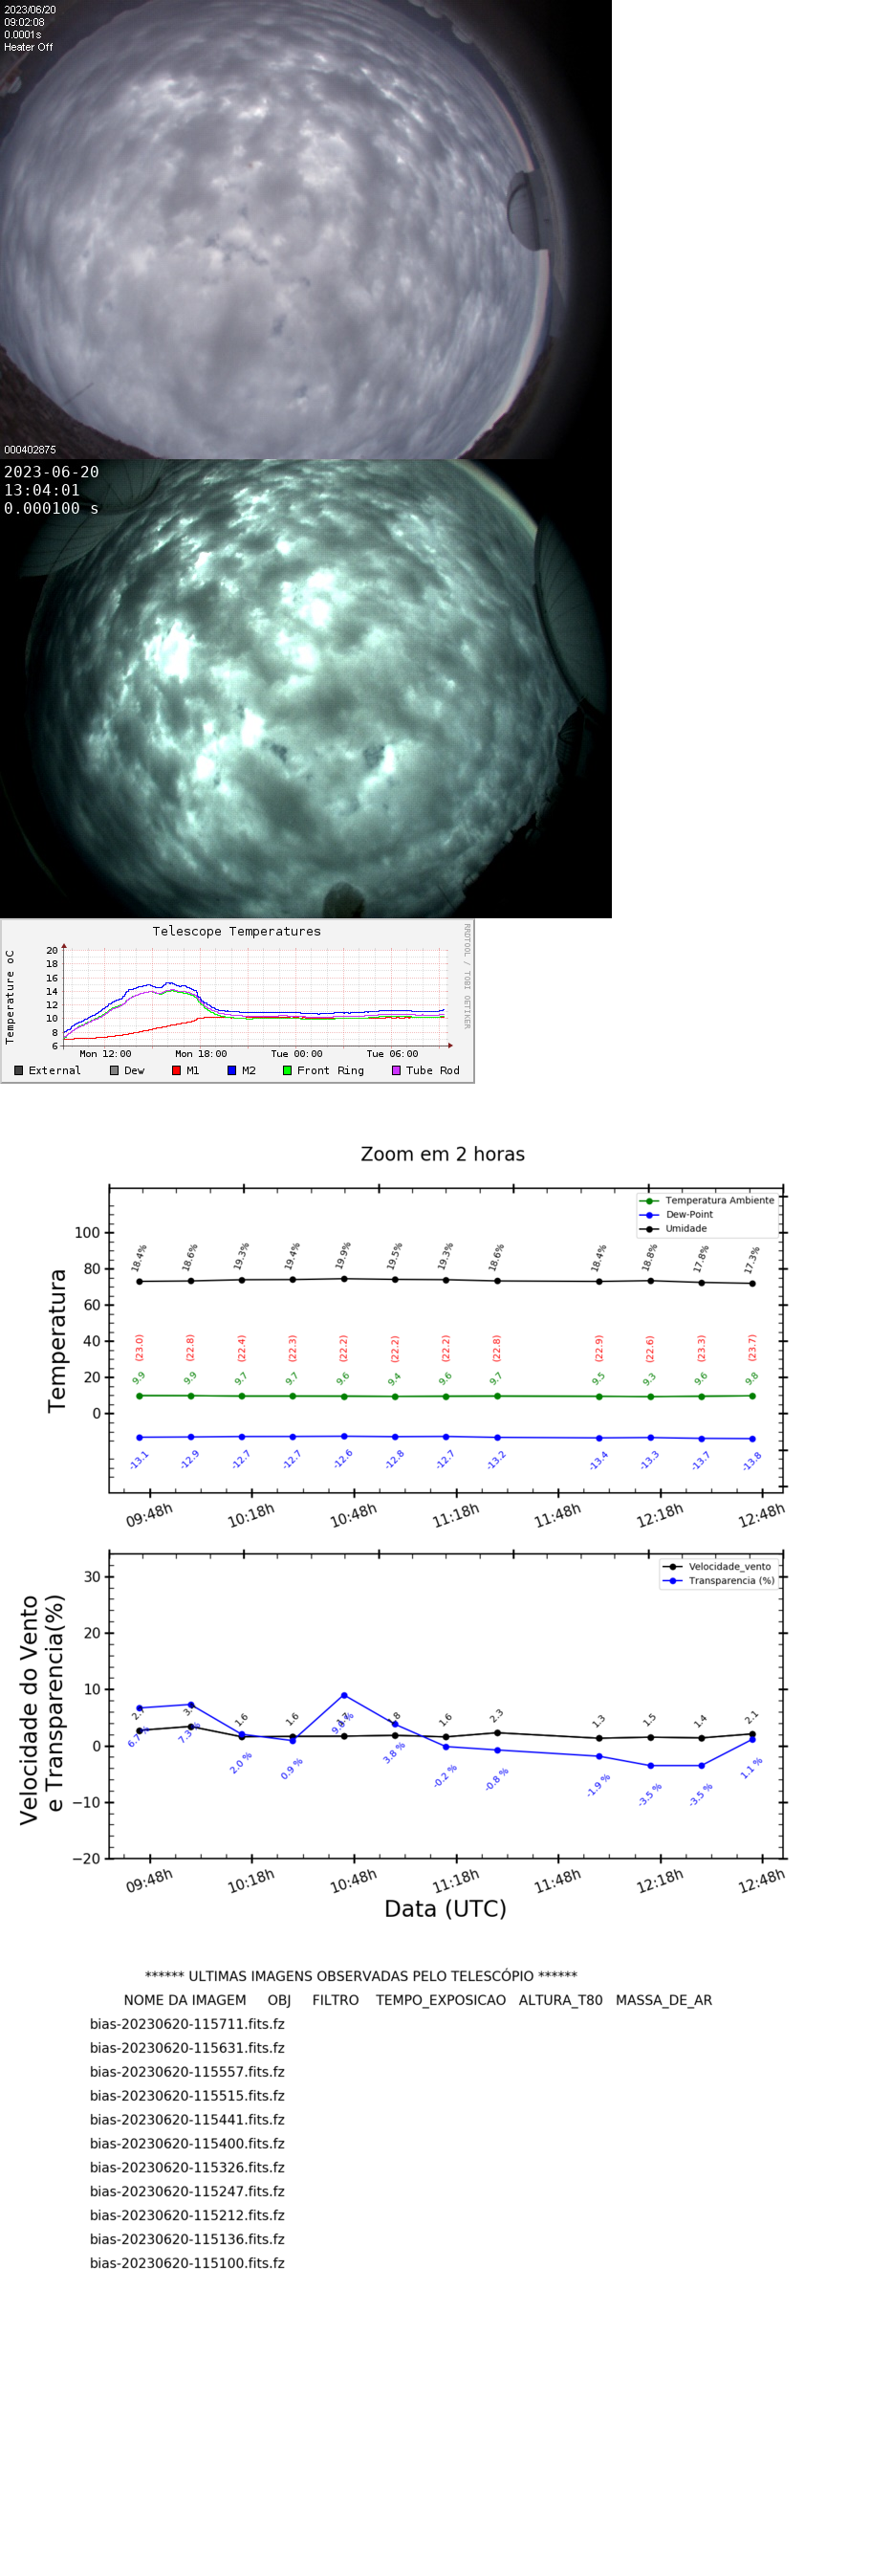 2023/06/20
09:02:08
0.0001s
Heater Off
000402875
2023-06-20
13:04:01
0.000100 s
Telescope Temperatures
RRDTOOL / TOBI OETIKER
Temperature oC
20
18
16
14
12
10
8
6
Mon 12:00 Mon 18:00 Tue 00:00 Tue 06:00
External Dew M1 M2 Front Ring Tube Rod
Zoom em 2 horas
Temperatura Ambiente
Dew-Point
Umidade
Temperatura
100
80
60
40
20
0
18.4% 18.6% 19.3% 19.4% 19.9% 19.5% 19.3% 18.6% 18.4% 18.8% 17.8% 17.3%
(23.0) (22.8) (22.4) (22.3) (22.2) (22.2) (22.2) (22.8) (22.9) (22.6) (23.3) (23.7)
9.9 9.9 9.7 9.7 9.6 9.4 9.6 9.7 9.5 9.3 9.6 9.8
-13.1 -12.9 -12.7 -12.7 -12.6 -12.8 -12.7 -13.2 -13.4 -13.3 -13.7 -13.8
09:48h 10:18h 10:48h 11:18h 11:48h 12:18h 12:48h
Velocidade_vento
Transparencia (%)
Velocidade do Vento
e Transparencia(%)
30
20
10
0
−10
−20
1.6 1.6 1.6 2.3 1.3 1.5 1.4 2.1
2.0 % 0.9 % 3.8 % -0.2 % -0.8 % -1.9 % -3.5 % -3.5 % 1.1 %
09:48h 10:18h 10:48h 11:18h 11:48h 12:18h 12:48h
Data (UTC)
****** ULTIMAS IMAGENS OBSERVADAS PELO TELESCÓPIO ******
NOME DA IMAGEM OBJ FILTRO TEMPO_EXPOSICAO ALTURA_T80 MASSA_DE_AR
bias-20230620-115711.fits.fz
bias-20230620-115631.fits.fz
bias-20230620-115557.fits.fz
bias-20230620-115515.fits.fz
bias-20230620-115441.fits.fz
bias-20230620-115400.fits.fz
bias-20230620-115326.fits.fz
bias-20230620-115247.fits.fz
bias-20230620-115212.fits.fz
bias-20230620-115136.fits.fz
bias-20230620-115100.fits.fz